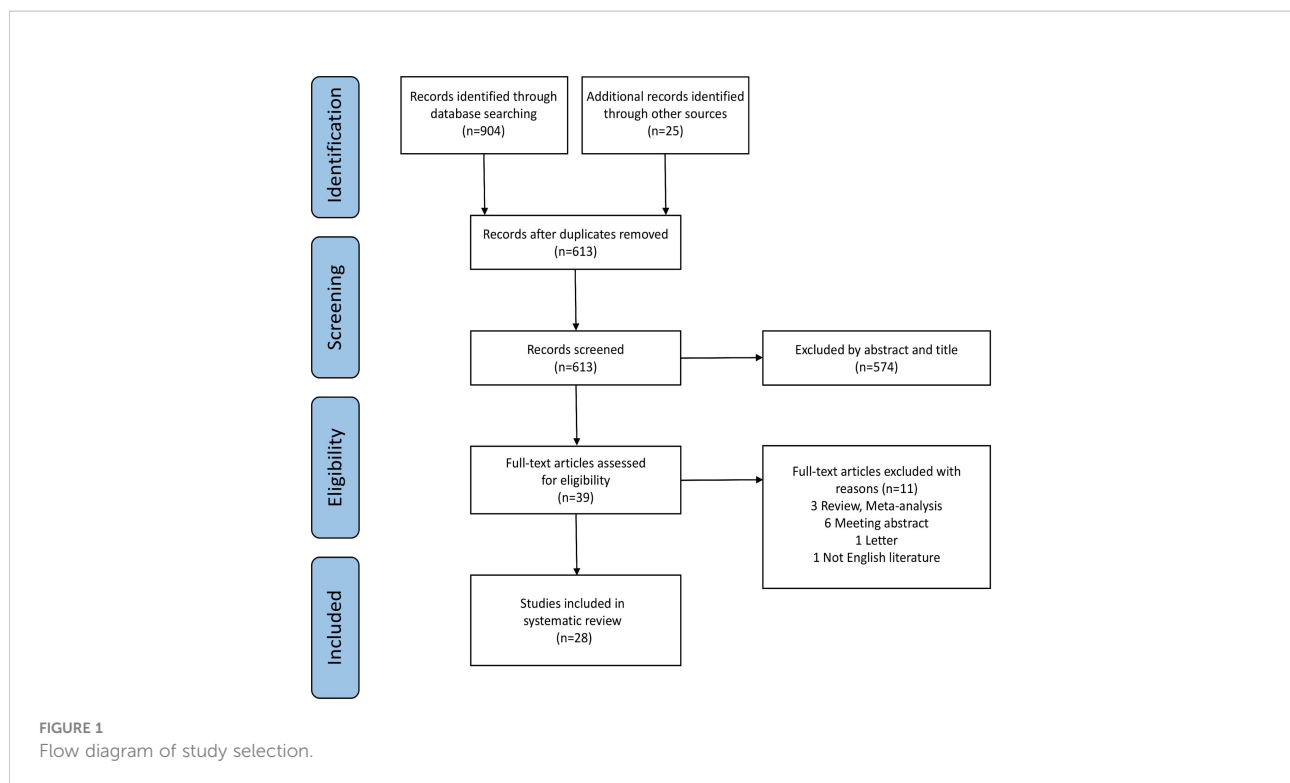 Identification
Records identified through
database searching
(n=904)
Additional records identified
through other sources
(n=25)
Records after duplicates removed
(n=613)
Screening
Records screened
(n=613)
Excluded by abstract and title
(n=574)
Eligibility
Full-text articles assessed
for eligibility
(n=39)
Full-text articles excluded with
reasons (n=11)
3 Review, Meta-analysis
6 Meeting abstract
1 Letter
1 Not English literature
Included
Studies included in
systematic review
(n=28)
FIGURE 1
Flow diagram of study selection.